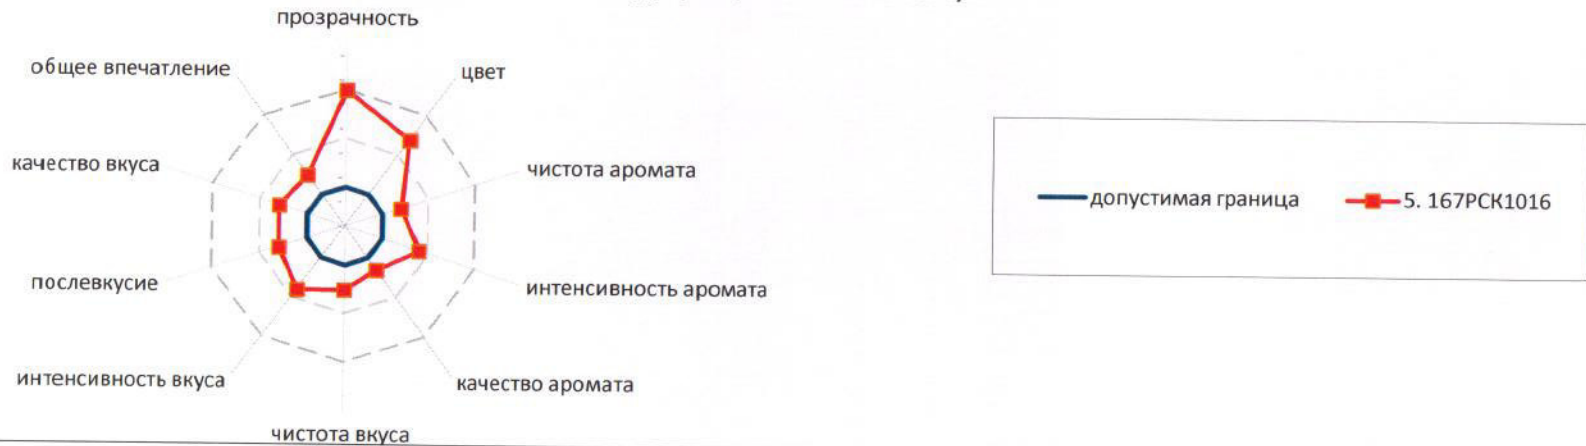 прозрачность
общее впечатление
цвет
качество вкуса
чистота аромата
допустимая граница
5. 167РСК1016
послевкусие
интенсивность аромата
интенсивность вкуса
качество аромата
чистота вкуса